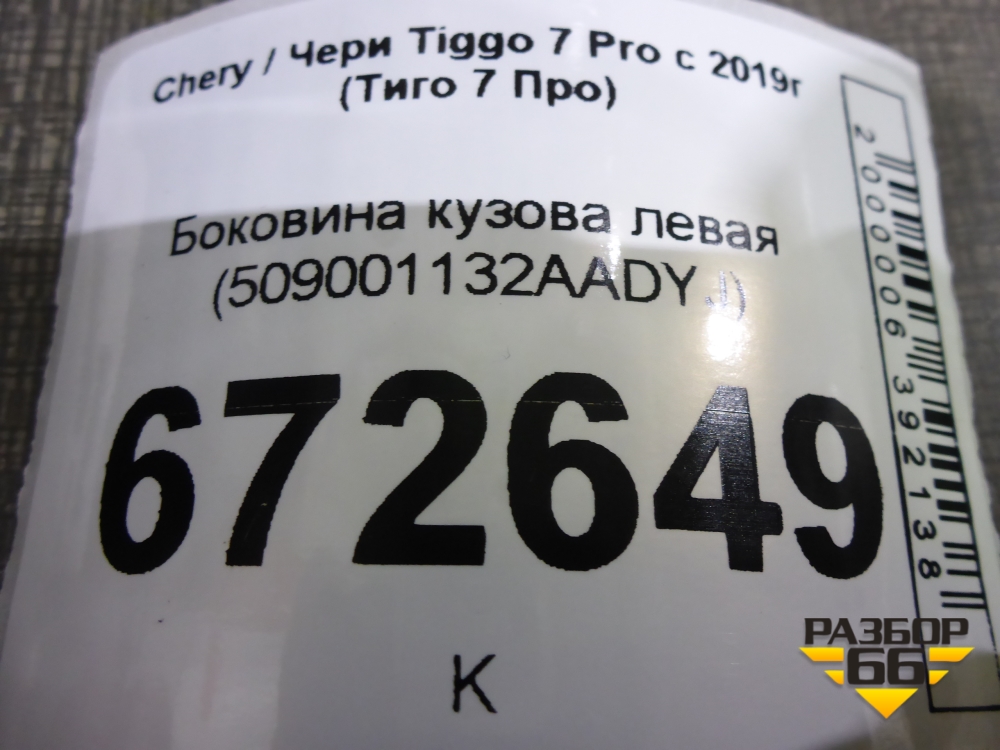 Chery / Чери Tiggo 7 Pro с 2019г
(Тиго 7 Про)
Боковина кузова левая
(509001132AADYJ)
672649
К
2000006392138
РАЗБОР
66